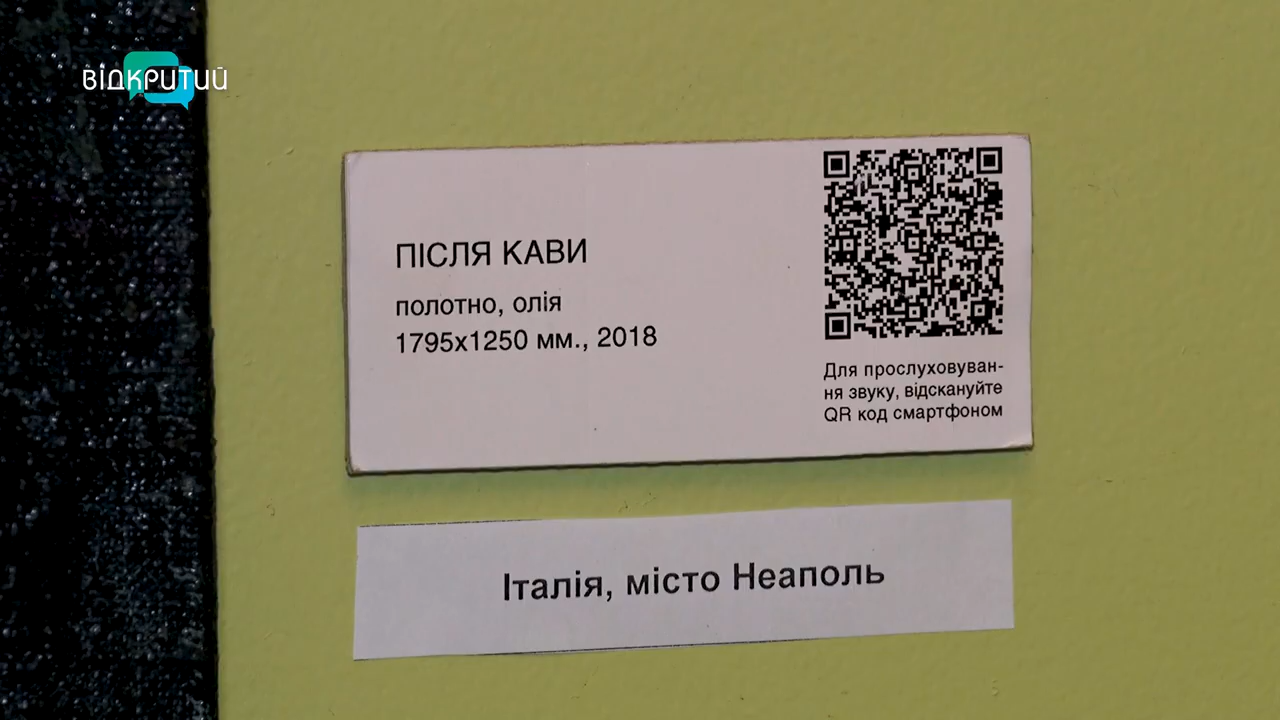 ВІДКРИТИЙ
ПІСЛЯ КАВИ
полотно, олія
1795х1250 мм., 2018
Для прослуховуван-
ня звуку, відскануйте
QR код смартфоном
Італія, місто Неаполь